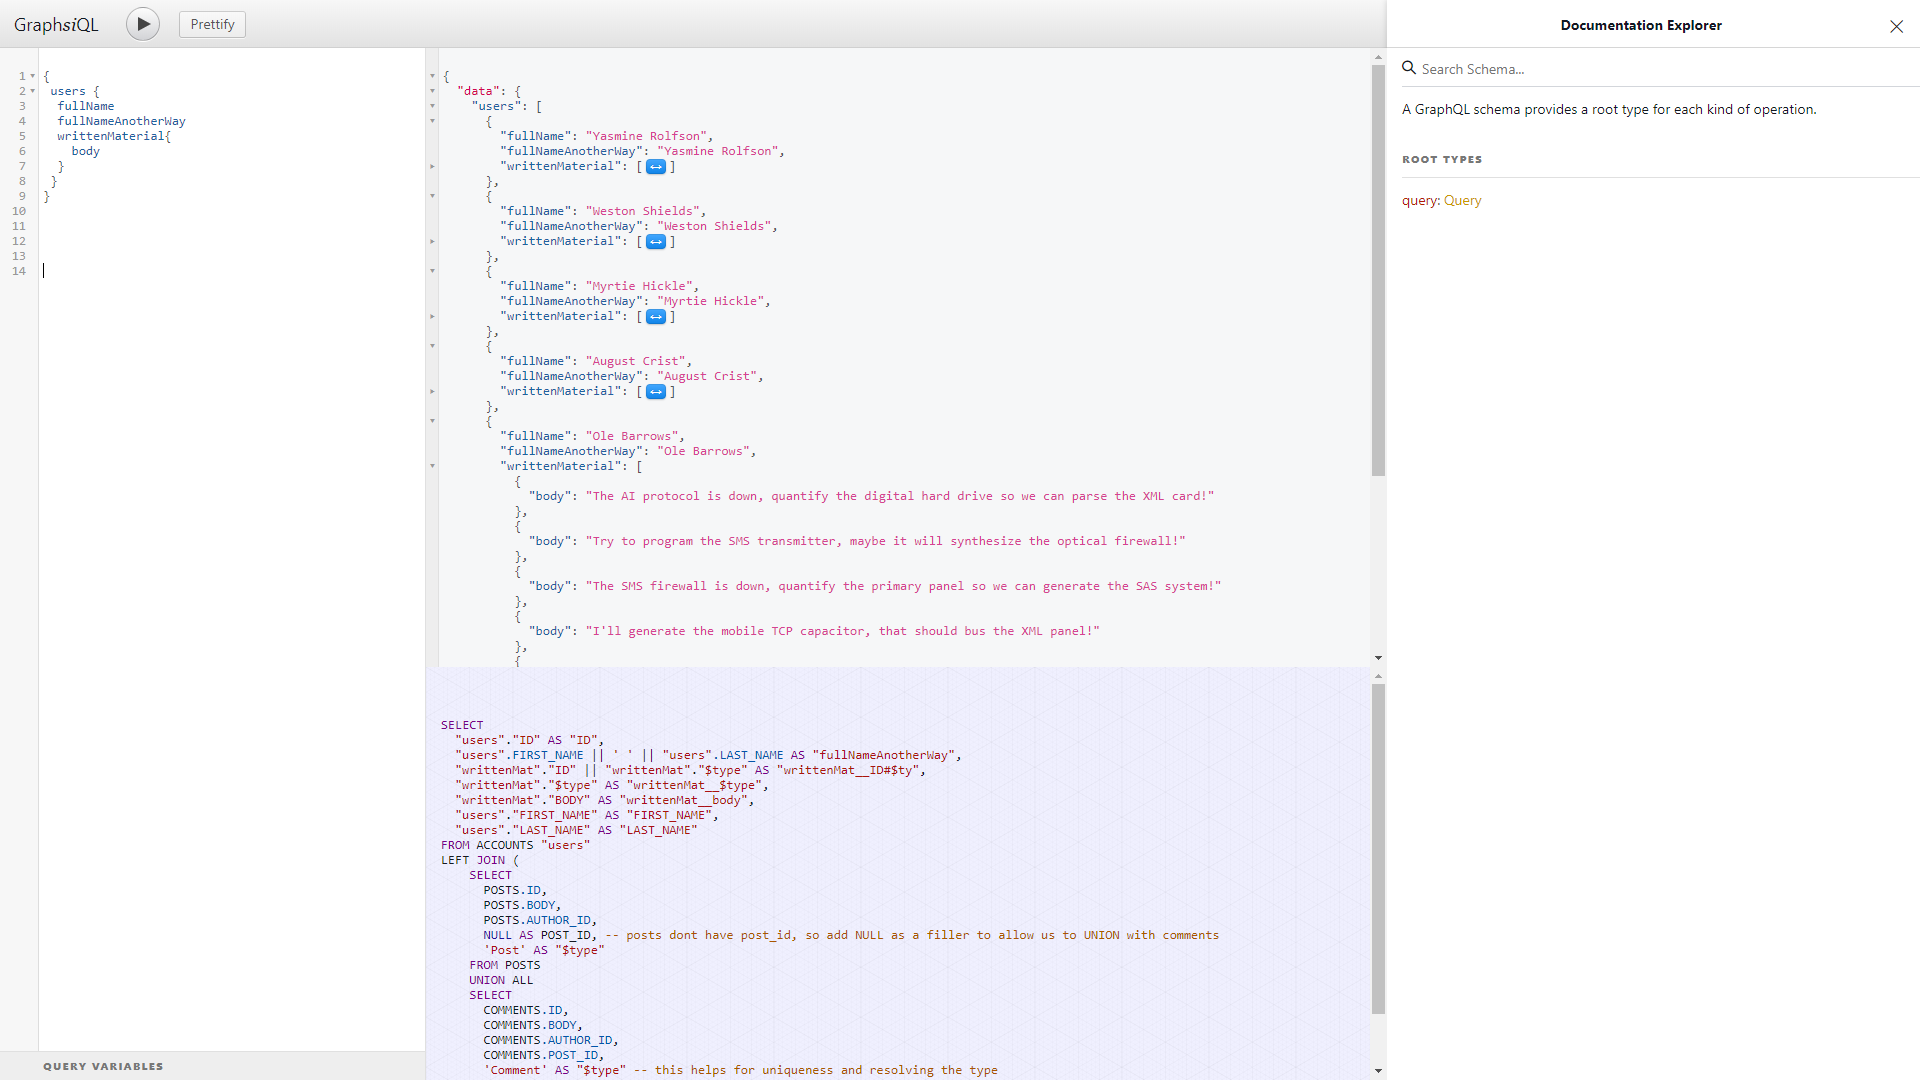 GraphsiQL
Prettify
1 {
2 users {
3 fullName
4 fullNameAnotherWay
5 writtenMaterial{
6 body
7 }
8 }
9 }
10
11
12
13
14
QUERY VARIABLES
{
"data": {
"users": [
{
"fullName": "Yasmine Rolfson",
"fullNameAnotherWay": "Yasmine Rolfson",
"writtenMaterial": [ ↔ ]
},
{
"fullName": "Weston Shields",
"fullNameAnotherWay": "Weston Shields",
"writtenMaterial": [ ↔ ]
},
{
"fullName": "Myrtie Hickle",
"fullNameAnotherWay": "Myrtie Hickle",
"writtenMaterial": [ ↔ ]
},
{
"fullName": "August Crist",
"fullNameAnotherWay": "August Crist",
"writtenMaterial": [ ↔ ]
},
{
"fullName": "Ole Barrows",
"fullNameAnotherWay": "Ole Barrows",
"writtenMaterial": [
{
"body": "The AI protocol is down, quantify the digital hard drive so we can parse the XML card!"
},
{
"body": "Try to program the SMS transmitter, maybe it will synthesize the optical firewall!"
},
{
"body": "The SMS firewall is down, quantify the primary panel so we can generate the SAS system!"
},
{
"body": "I'll generate the mobile TCP capacitor, that should bus the XML panel!"
},
{
SELECT
"users"."ID" AS "ID",
"users".FIRST_NAME || ' ' || "users".LAST_NAME AS "fullNameAnotherWay",
"writtenMat"."ID" || "writtenMat"."$type" AS "writtenMat__ID#$ty",
"writtenMat"."$type" AS "writtenMat__$type",
"writtenMat"."BODY" AS "writtenMat__body",
"users"."FIRST_NAME" AS "FIRST_NAME",
"users"."LAST_NAME" AS "LAST_NAME"
FROM ACCOUNTS "users"
LEFT JOIN (
SELECT
POSTS.ID,
POSTS.BODY,
POSTS.AUTHOR_ID,
NULL AS POST_ID, -- posts dont have post_id, so add NULL as a filler to allow us to UNION with comments
'Post' AS "$type"
FROM POSTS
UNION ALL
SELECT
COMMENTS.ID,
COMMENTS.BODY,
COMMENTS.AUTHOR_ID,
COMMENTS.POST_ID,
'Comment' AS "$type" -- this helps for uniqueness and resolving the type
Documentation Explorer
Search Schema...
A GraphQL schema provides a root type for each kind of operation.
ROOT TYPES
query: Query